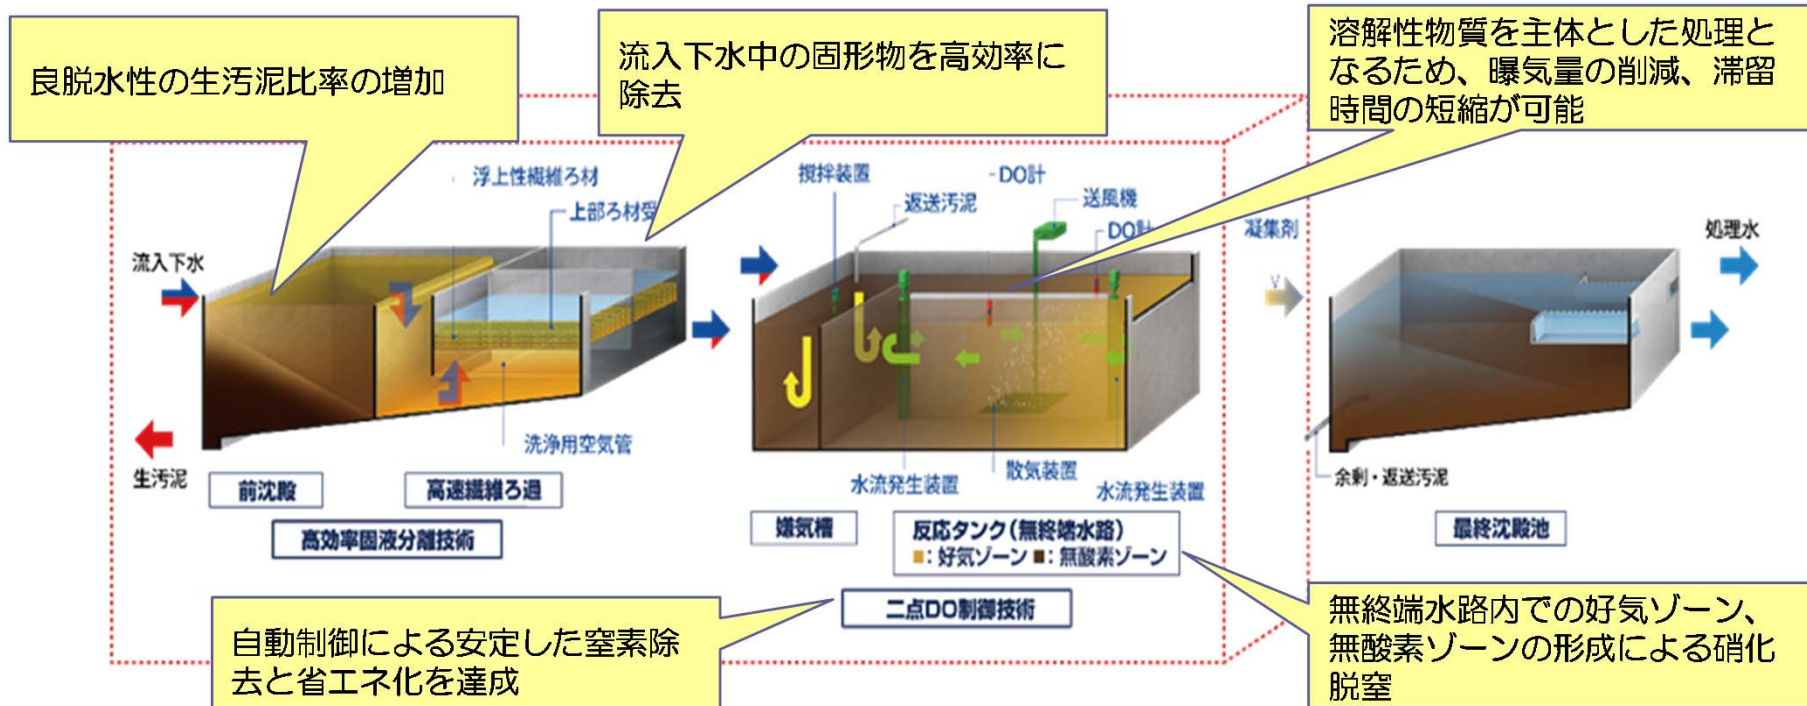 良脱水性の生汚泥比率の増加
流入下水中の固形物を高効率に
除去
溶解性物質を主体とした処理と
なるため、曝気量の削減、滞留
時間の短縮が可能
浮上性繊維ろ材
上部ろ材受
撹拌装置
返送汚泥
DO計
送風機
DO計
凝集剤
処理水
流入下水
生汚泥
洗浄用空気管
水流発生装置
散気装置
水流発生装置
余剰・返送汚泥
前沈殿
高速繊維ろ過
高効率固液分離技術
嫌気槽
反応タンク(無終端水路)
■:好気ゾーン ■:無酸素ゾーン
最終沈殿池
二点DO制御技術
自動制御による安定した窒素除
去と省エネ化を達成
無終端水路内での好気ゾーン、
無酸素ゾーンの形成による硝化
脱窒